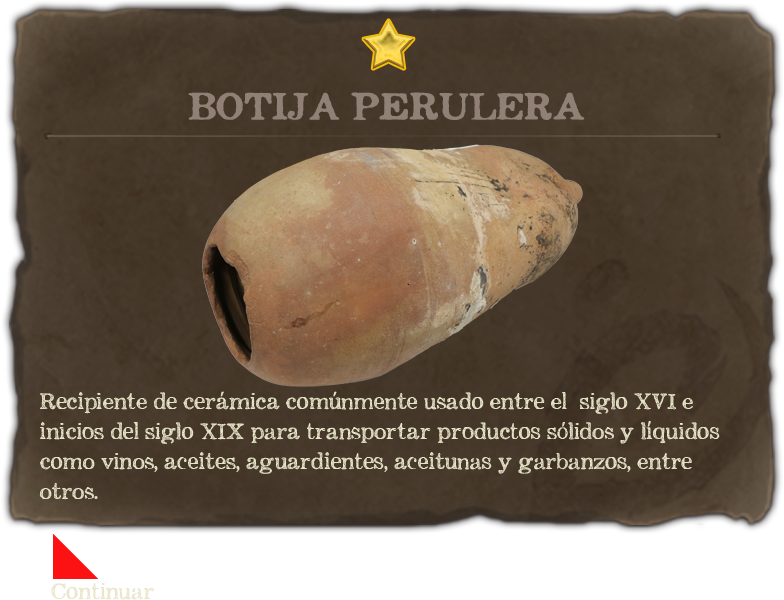 BOTIJA PERULERA
Recipiente de cerámica comúnmente usado entre el siglo XVI e
inicios del siglo XIX para transportar productos sólidos y líquidos
como vinos, aceites, aguardientes, aceitunas y garbanzos, entre
otros.
Continuar